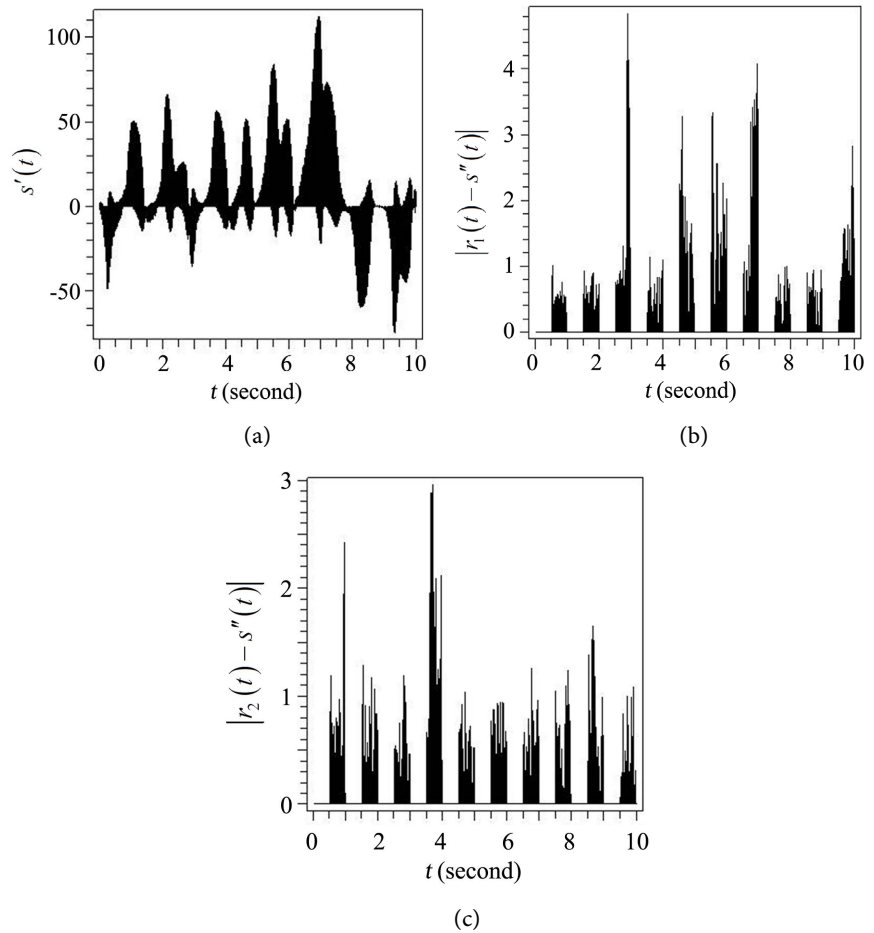 100
50
0
-50
s′(t)
0 2 4 6 8 10
t (second)
(a)
4
3
2
1
0
|r₁(t) − s″(t)|
0 2 4 6 8 10
t (second)
(b)
3
2
1
0
|r₂(t) − s″(t)|
0 2 4 6 8 10
t (second)
(c)